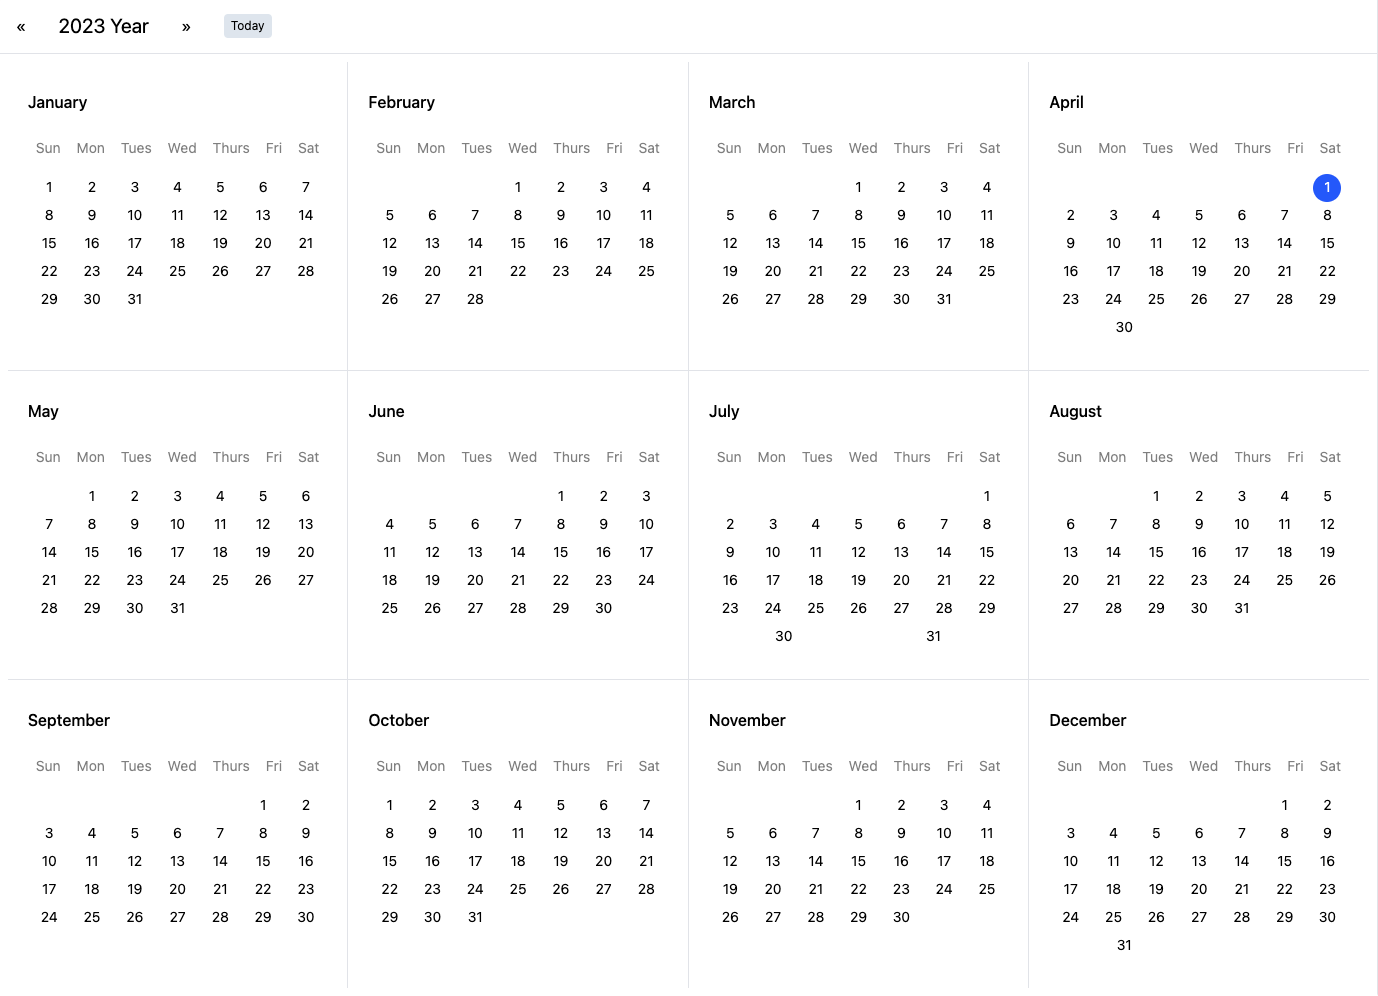 « 2023 Year » Today
January
Sun Mon Tues Wed Thurs Fri Sat
1 2 3 4 5 6 7
8 9 10 11 12 13 14
15 16 17 18 19 20 21
22 23 24 25 26 27 28
29 30 31
February
Sun Mon Tues Wed Thurs Fri Sat
1 2 3 4
5 6 7 8 9 10 11
12 13 14 15 16 17 18
19 20 21 22 23 24 25
26 27 28
March
Sun Mon Tues Wed Thurs Fri Sat
1 2 3 4
5 6 7 8 9 10 11
12 13 14 15 16 17 18
19 20 21 22 23 24 25
26 27 28 29 30 31
April
Sun Mon Tues Wed Thurs Fri Sat
1
2 3 4 5 6 7 8
9 10 11 12 13 14 15
16 17 18 19 20 21 22
23 24 25 26 27 28 29
30
May
Sun Mon Tues Wed Thurs Fri Sat
1 2 3 4 5 6
7 8 9 10 11 12 13
14 15 16 17 18 19 20
21 22 23 24 25 26 27
28 29 30 31
June
Sun Mon Tues Wed Thurs Fri Sat
1 2 3
4 5 6 7 8 9 10
11 12 13 14 15 16 17
18 19 20 21 22 23 24
25 26 27 28 29 30
July
Sun Mon Tues Wed Thurs Fri Sat
1
2 3 4 5 6 7 8
9 10 11 12 13 14 15
16 17 18 19 20 21 22
23 24 25 26 27 28 29
30 31
August
Sun Mon Tues Wed Thurs Fri Sat
1 2 3 4 5
6 7 8 9 10 11 12
13 14 15 16 17 18 19
20 21 22 23 24 25 26
27 28 29 30 31
September
Sun Mon Tues Wed Thurs Fri Sat
1 2
3 4 5 6 7 8 9
10 11 12 13 14 15 16
17 18 19 20 21 22 23
24 25 26 27 28 29 30
October
Sun Mon Tues Wed Thurs Fri Sat
1 2 3 4 5 6 7
8 9 10 11 12 13 14
15 16 17 18 19 20 21
22 23 24 25 26 27 28
29 30 31
November
Sun Mon Tues Wed Thurs Fri Sat
1 2 3 4
5 6 7 8 9 10 11
12 13 14 15 16 17 18
19 20 21 22 23 24 25
26 27 28 29 30
December
Sun Mon Tues Wed Thurs Fri Sat
1 2
3 4 5 6 7 8 9
10 11 12 13 14 15 16
17 18 19 20 21 22 23
24 25 26 27 28 29 30
31